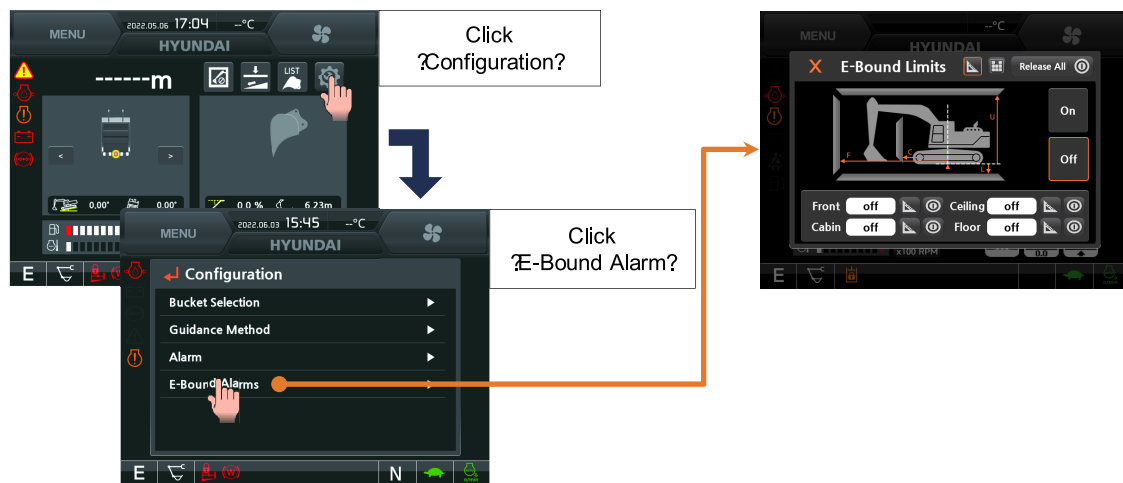 MENU
2022.05.06 17:04 --°C
HYUNDAI
------m
LIST
<
>
0.00°
0.00°
0.0 %
6.23m
E
Click
?Configuration?
MENU
2022.06.03 15:45 --°C
HYUNDAI
Configuration
Bucket Selection
Guidance Method
Alarm
E-Bound Alarms
E
C
(W)
N
Click
?E-Bound Alarm?
MENU
--°C
HYUNDAI
X E-Bound Limits Release All
U
F
C
L
On
Off
Front off Ceiling off
Cabin off Floor off
x100 RPM
0.0
E
C